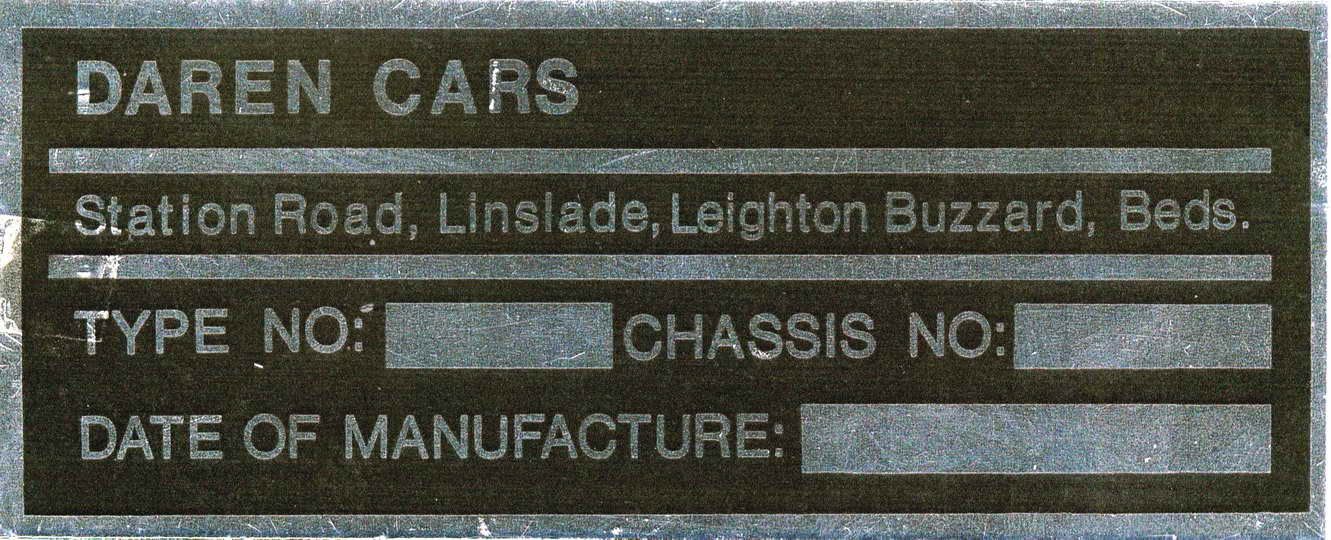 DAREN CARS
Station Road, Linslade, Leighton Buzzard, Beds.
TYPE NO: CHASSIS NO:
DATE OF MANUFACTURE: